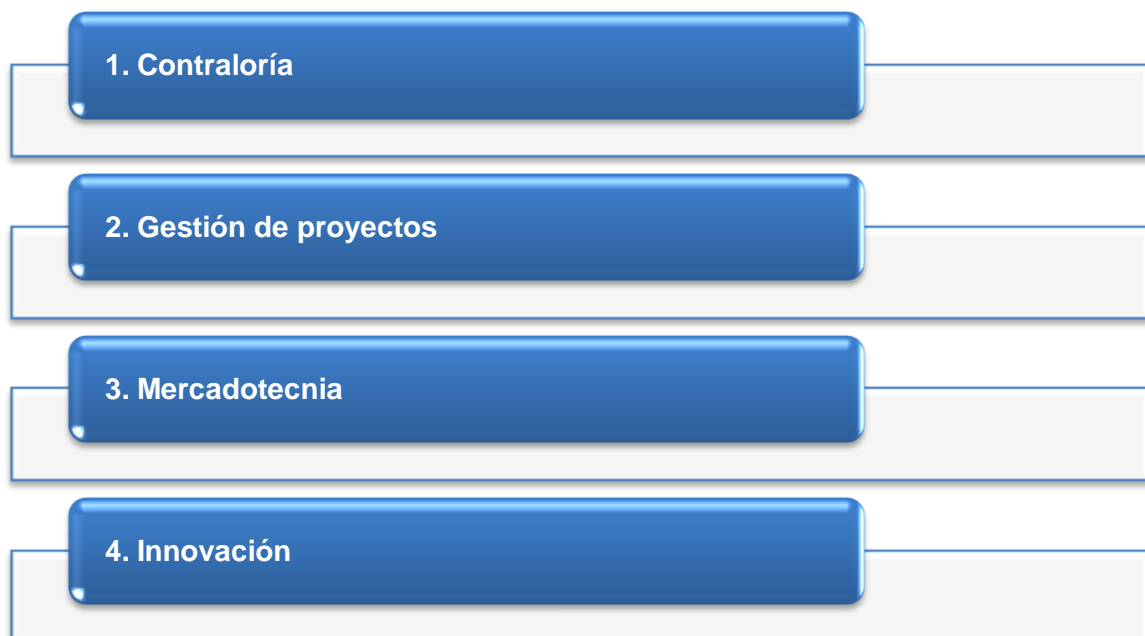 1. Contraloría
2. Gestión de proyectos
3. Mercadotecnia
4. Innovación